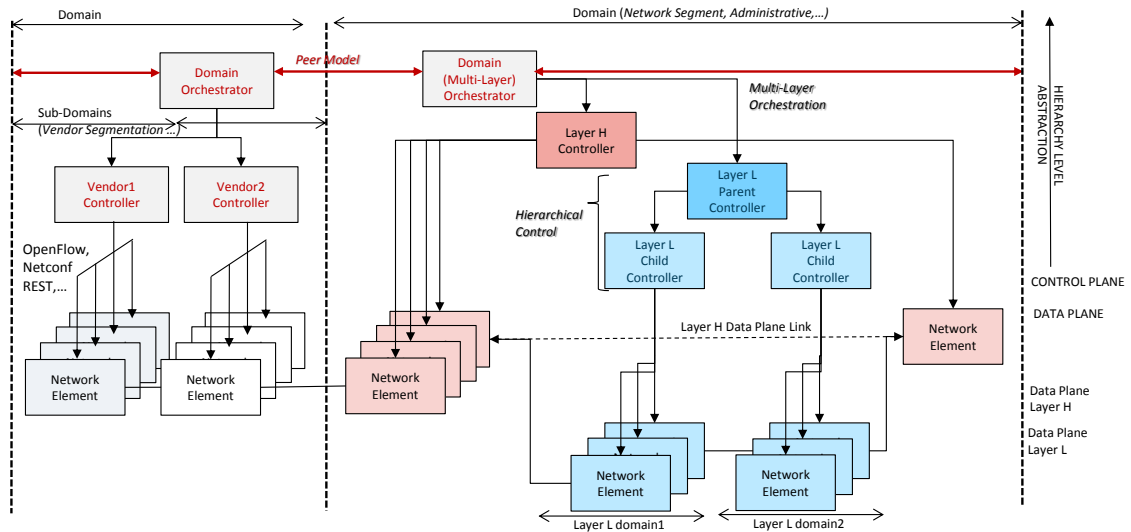 Domain
Domain (Network Segment, Administrative,...)
Peer Model
Domain
Orchestrator
Domain
(Multi-Layer)
Orchestrator
Multi-Layer
Orchestration
HIERARCHY LEVEL
ABSTRACTION
Sub-Domains
(Vendor Segmentation ...)
Layer H
Controller
Vendor1
Controller
Vendor2
Controller
Layer L
Parent
Controller
Hierarchical
Control
Layer L
Child
Controller
Layer L
Child
Controller
OpenFlow,
Netconf
REST,...
CONTROL PLANE
DATA PLANE
Layer H Data Plane Link
Network
Element
Network
Element
Network
Element
Network
Element
Data Plane
Layer H
Data Plane
Layer L
Network
Element
Network
Element
Layer L domain1
Layer L domain2